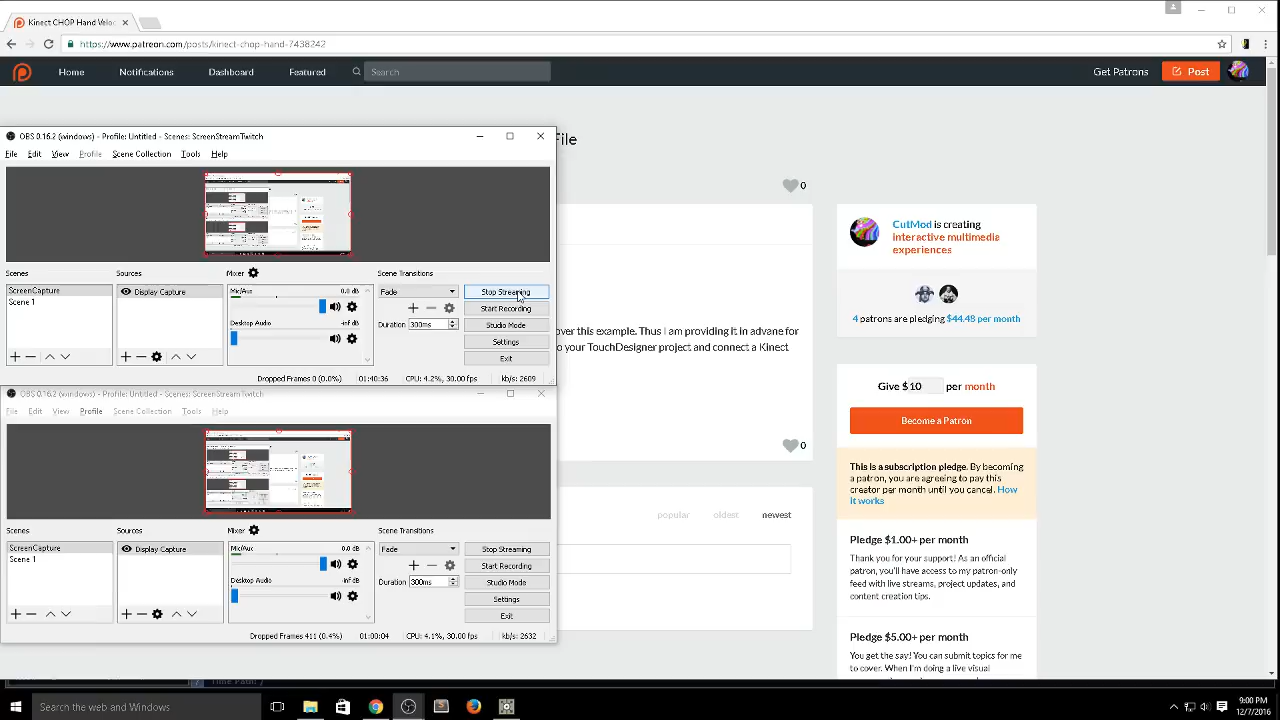 Kinect CHOP Hand Velo
https://www.patreon.com/posts/kinect-chop-hand-7438242
Home Notifications Dashboard Featured Search Get Patrons Post
File
OBS 0.16.2 (windows) - Profile: Untitled - Scenes: ScreenStreamTwitch
File Edit View Profile Scene Collection Tools Help
Scenes Sources Mixer Scene Transitions
ScreenCapture
Scene 1
Display Capture
Mic/Aux 0.0 dB
Desktop Audio -inf dB
Fade
Duration 300ms
Stop Streaming
Start Recording
Studio Mode
Settings
Exit
Dropped Frames 0 (0.0%) 01:40:36 CPU: 4.2%, 30.00 fps kb/s: 2609
OBS 0.16.2 (windows) - Profile: Untitled - Scenes: ScreenStreamTwitch
File Edit View Profile Scene Collection Tools Help
Scenes Sources Mixer Scene Transitions
ScreenCapture
Scene 1
Display Capture
Mic/Aux 0.0 dB
Desktop Audio -inf dB
Fade
Duration 300ms
Stop Streaming
Start Recording
Studio Mode
Settings
Exit
Dropped Frames 411 (0.4%) 01:00:04 CPU: 4.1%, 30.00 fps kb/s: 2632
0
over this example. Thus I am providing it in advane for
o your TouchDesigner project and connect a Kinect
0
popular oldest newest
CutMod is creating
interactive multimedia
experiences
4 patrons are pledging $44.48 per month
Give $ 10 per month
Become a Patron
This is a subscription pledge. By becoming
a patron, you are agreeing to pay this
creator per month until you cancel. How
it works
Pledge $1.00+ per month
Thank you for your support! As an official
patron, you'll have access to my patron-only
feed with live streams, project updates, and
content creation tips.
Pledge $5.00+ per month
You get the say! You can submit topics for me
to cover. When I'm doing a live visual
Time Path /
Search the web and Windows
9:00 PM
12/7/2016